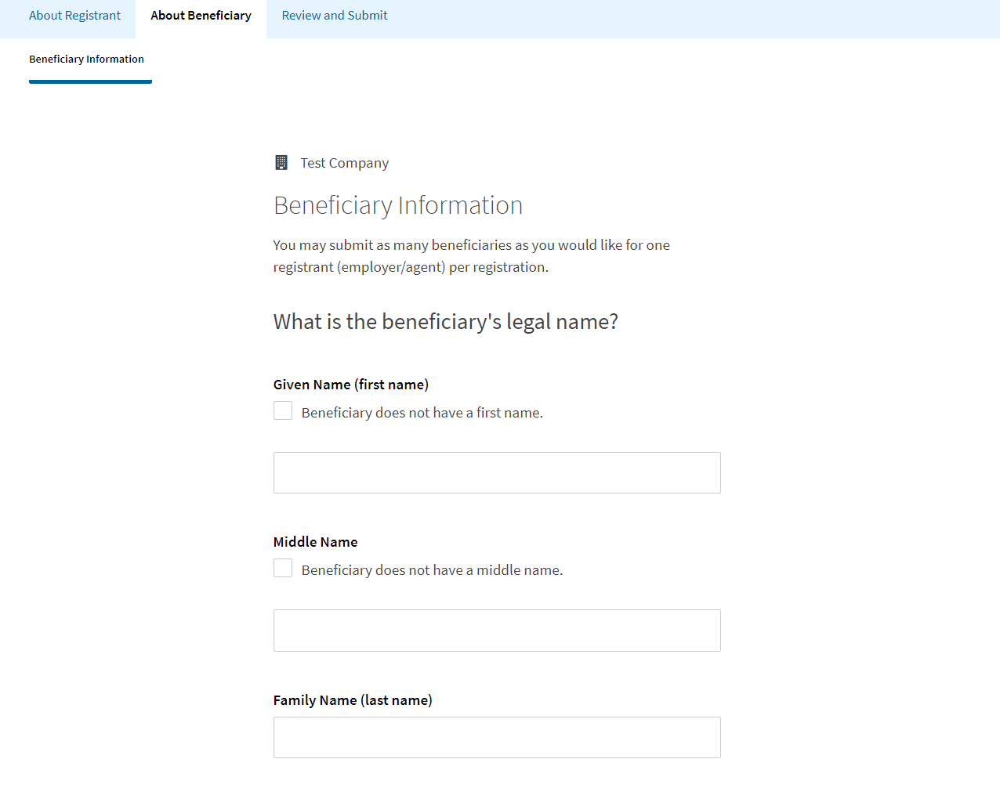 About Registrant About Beneficiary Review and Submit
Beneficiary Information
Test Company
Beneficiary Information
You may submit as many beneficiaries as you would like for one
registrant (employer/agent) per registration.
What is the beneficiary's legal name?
Given Name (first name)
Beneficiary does not have a first name.
Middle Name
Beneficiary does not have a middle name.
Family Name (last name)